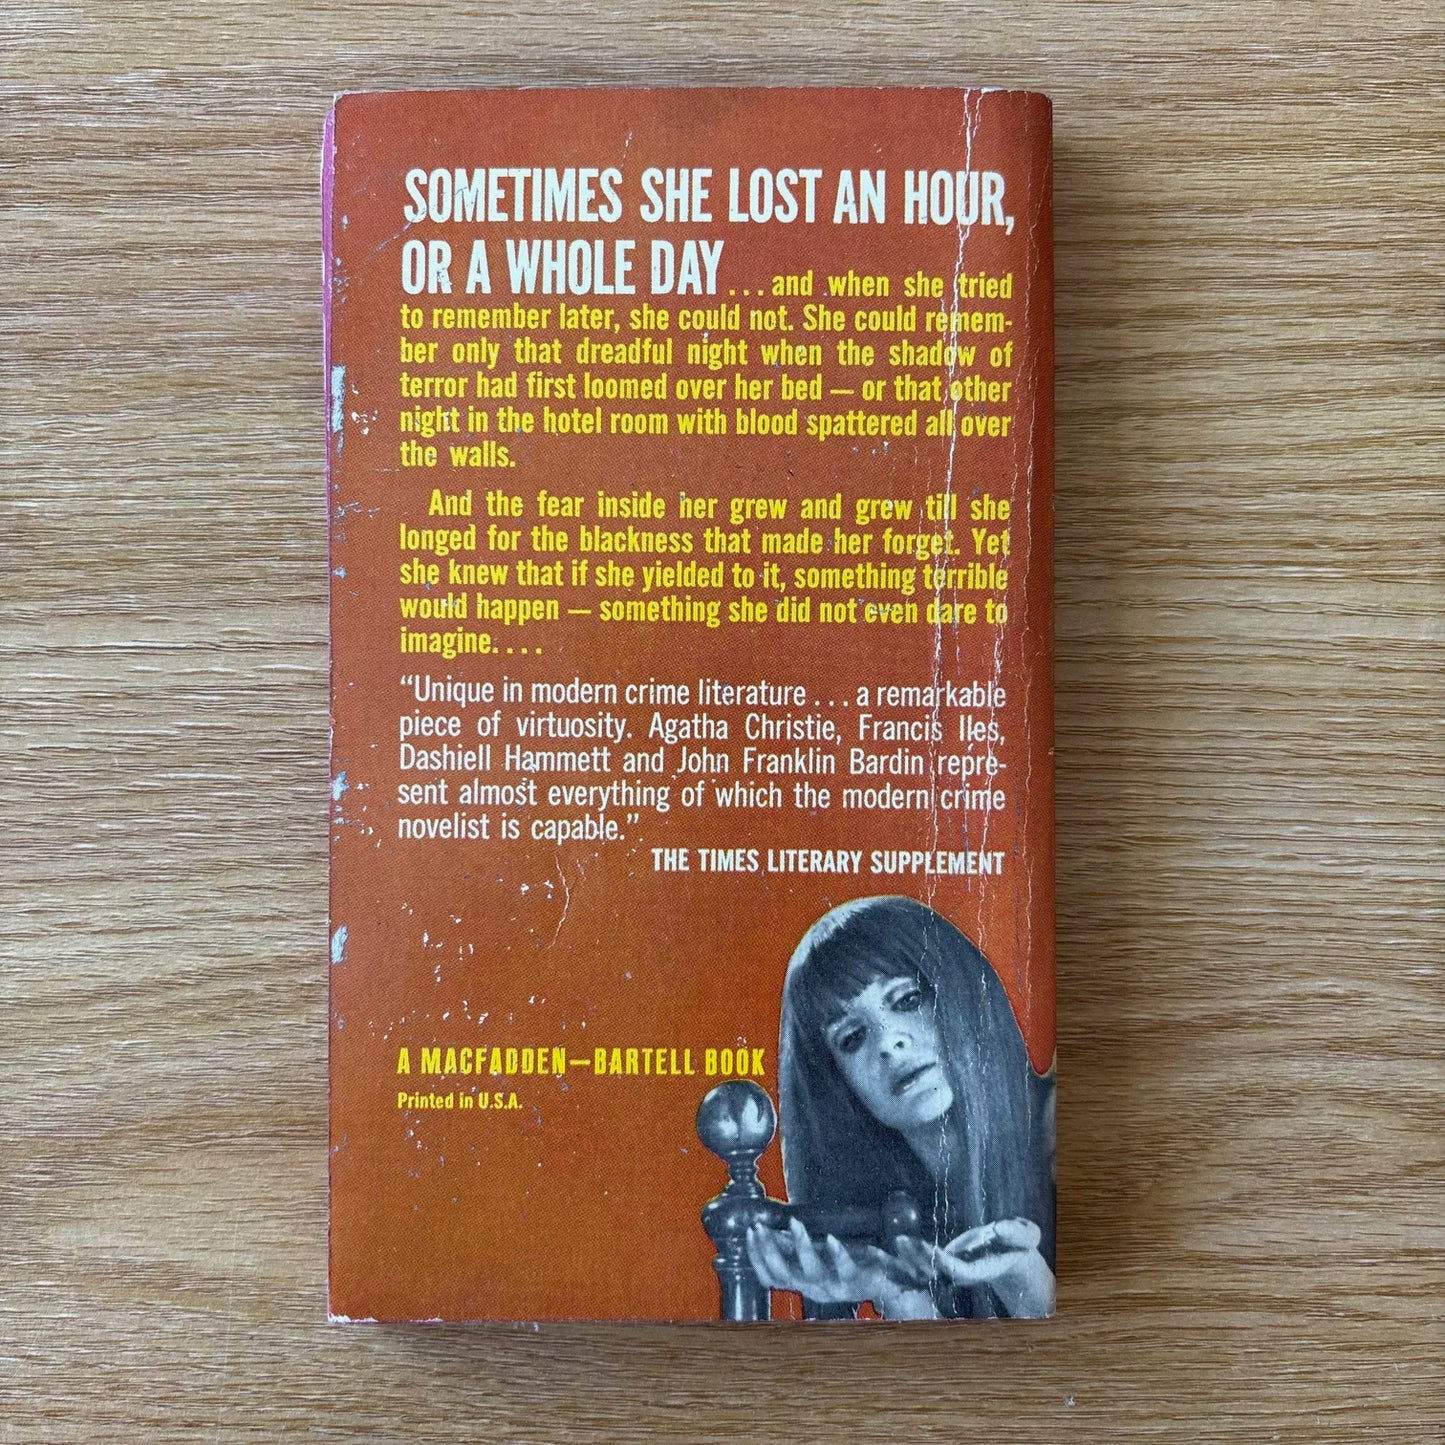 SOMETIMES SHE LOST AN HOUR,
OR A WHOLE DAY ... and when she tried
to remember later, she could not. She could remem-
ber only that dreadful night when the shadow of
terror had first loomed over her bed — or that other
night in the hotel room with blood spattered all over
the walls.
And the fear inside her grew and grew till she
longed for the blackness that made her forget. Yet
she knew that if she yielded to it, something terrible
would happen — something she did not even dare to
imagine....
“Unique in modern crime literature ... a remarkable
piece of virtuosity. Agatha Christie, Francis Iles,
Dashiell Hammett and John Franklin Bardin repre-
sent almost everything of which the modern crime
novelist is capable.”
THE TIMES LITERARY SUPPLEMENT
A MACFADDEN—BARTELL BOOK
Printed in U.S.A.